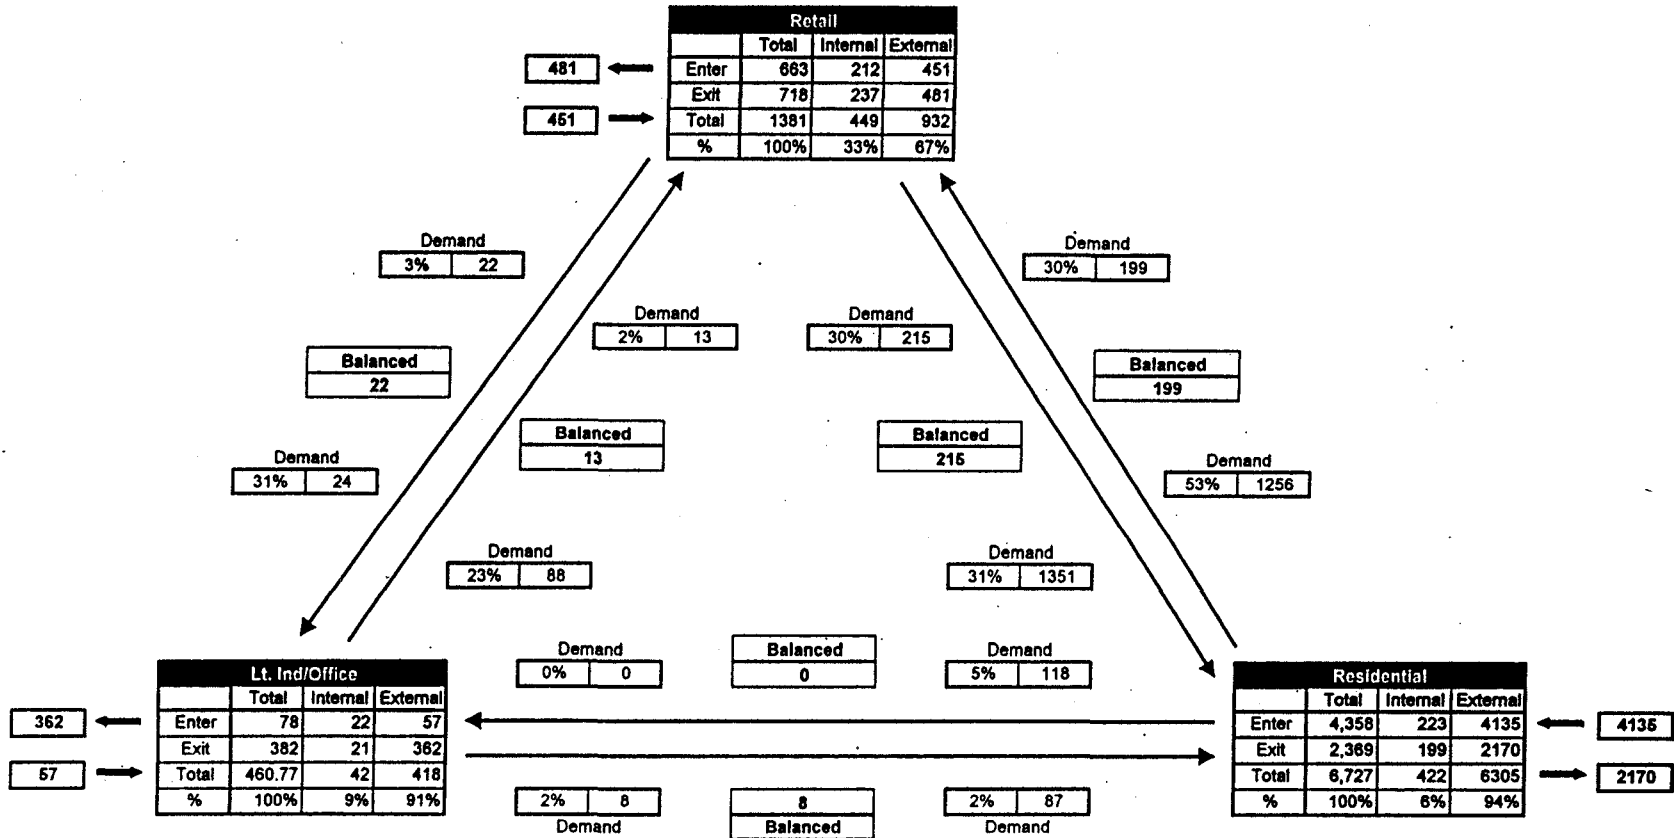 Retail
Total Internal External
481 Enter 663 212 451
Exit 718 237 481
451 Total 1381 449 932
% 100% 33% 67%
Demand
3% 22
Demand
30% 199
Demand
2% 13
Demand
30% 215
Balanced
22
Balanced
199
Balanced
13
Balanced
215
Demand
31% 24
Demand
53% 1256
Demand
23% 88
Demand
31% 1351
Demand
0% 0
Balanced
0
Demand
5% 118
Lt. Ind/Office
Total Internal External
362 Enter 78 22 57
Exit 382 21 362
57 Total 460.77 42 418
% 100% 9% 91%
Residential
Total Internal External
Enter 4,358 223 4135 4135
Exit 2,369 199 2170
Total 6,727 422 6305 2170
% 100% 6% 94%
2% 8
Demand
8
Balanced
2% 87
Demand